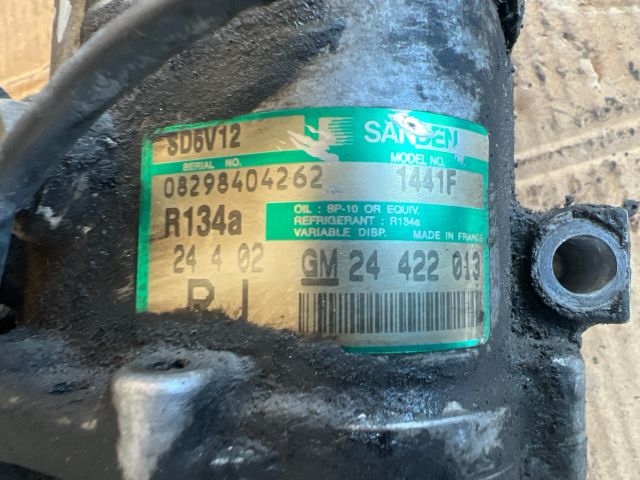 SD6V12 SANDEN
SERIAL NO. MODEL NO.
08298404262 1441F
R134a
OIL : SP-10 OR EQUIV.
REFRIGERANT : R134a
VARIABLE DISP. MADE IN FRANCE
24 4 02 GM 24 422 013
RJ